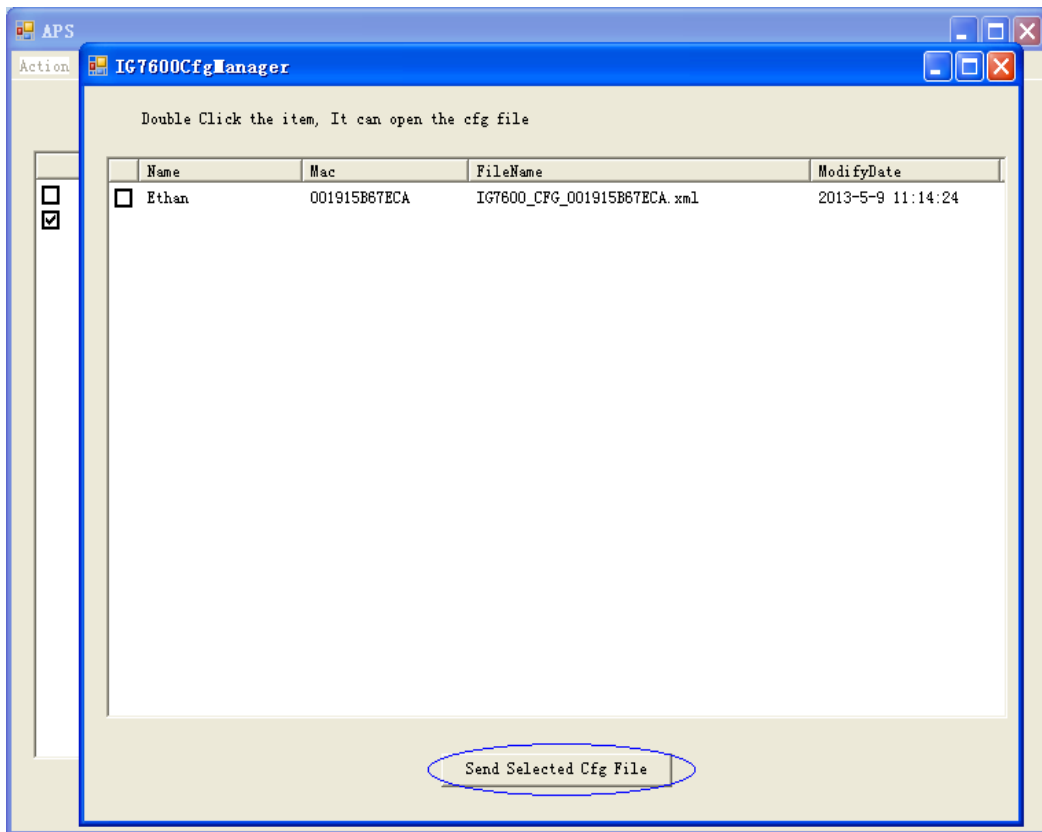 APS
Action
IG7600CfgManager
Double Click the item, It can open the cfg file
Name Mac FileName ModifyDate
Ethan 001915B67ECA IG7600_CFG_001915B67ECA.xml 2013-5-9 11:14:24
Send Selected Cfg File